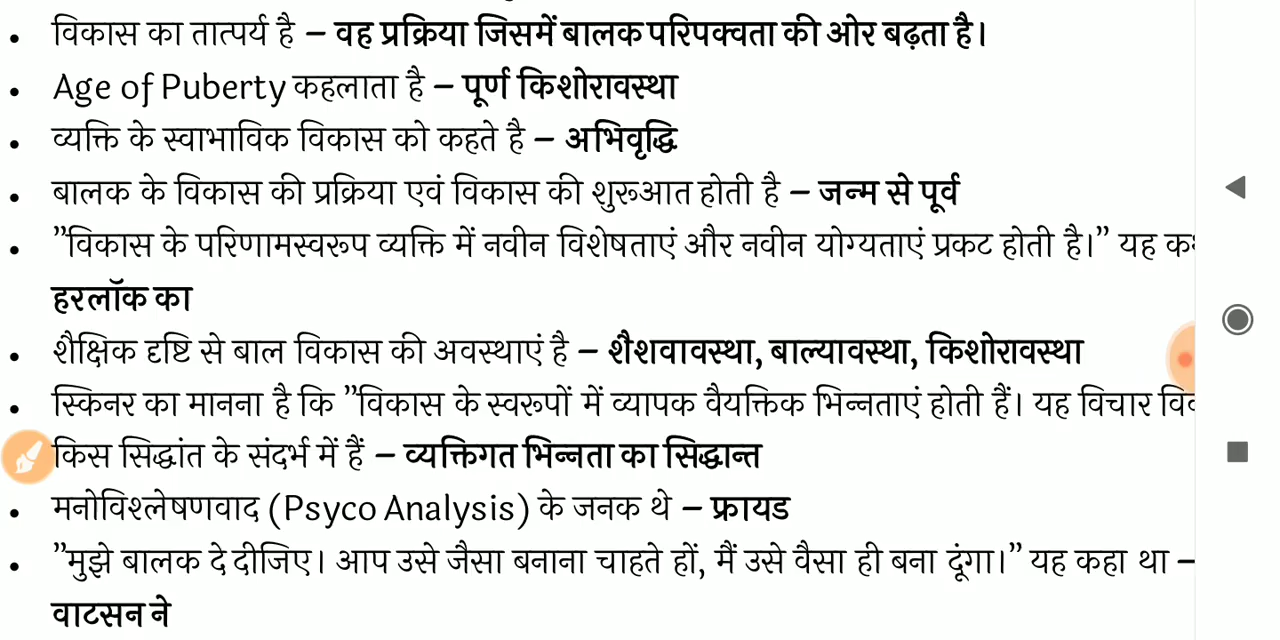 • विकास का तात्पर्य है – वह प्रक्रिया जिसमें बालक परिपक्वता की ओर बढ़ता है।
• Age of Puberty कहलाता है – पूर्ण किशोरावस्था
• व्यक्ति के स्वाभाविक विकास को कहते है – अभिवृद्धि
• बालक के विकास की प्रक्रिया एवं विकास की शुरूआत होती है – जन्म से पूर्व
• ”विकास के परिणामस्वरूप व्यक्ति में नवीन विशेषताएं और नवीन योग्यताएं प्रकट होती है।” यह
हरलॉक का
• शैक्षिक दृष्टि से बाल विकास की अवस्थाएं है – शैशवावस्था, बाल्यावस्था, किशोरावस्था
• स्किनर का मानना है कि ”विकास के स्वरूपों में व्यापक वैयक्तिक भिन्नताएं होती हैं। यह विचार
किस सिद्धांत के संदर्भ में हैं – व्यक्तिगत भिन्नता का सिद्धान्त
• मनोविश्लेषणवाद (Psyco Analysis) के जनक थे – फ्रायड
• ”मुझे बालक दे दीजिए। आप उसे जैसा बनाना चाहते हों, मैं उसे वैसा ही बना दूंगा।” यह कहा था –
वाटसन ने